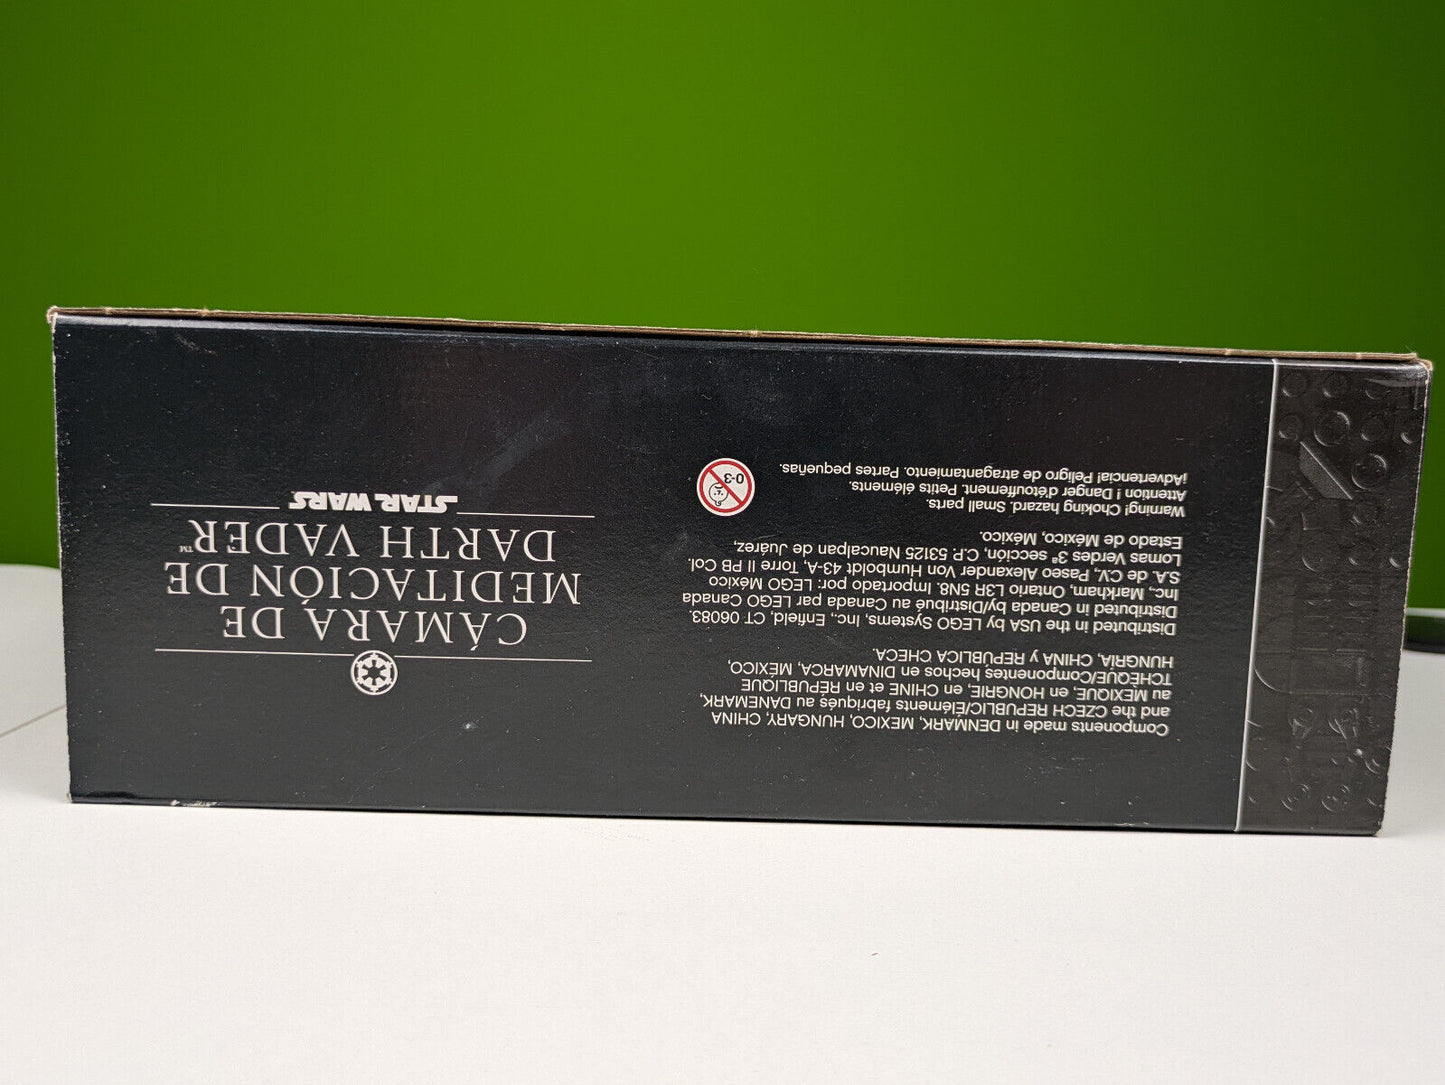 Components made in DENMARK, MEXICO, HUNGARY, CHINA
and the CZECH REPUBLIC/Éléments fabriqués au DANEMARK,
au MEXIQUE, en HONGRIE, en CHINE et en RÉPUBLIQUE
TCHÈQUE/Componentes hechos en DINAMARCA, MÉXICO,
HUNGRÍA, CHINA y REPÚBLICA CHECA.
Distributed in the USA by LEGO Systems, Inc., Enfield, CT 06083
Distributed in Canada by/Distribué au Canada par LEGO Canada
Inc., Markham, Ontario L3R 5N8. Importado por: LEGO México
S.A. de C.V., Paseo Alexander Von Humboldt 43-A, Torre II PB Col.
Lomas Verdes 3ª sección, C.P. 53125 Naucalpan de Juárez,
Estado de México, México.
Warning! Choking hazard. Small parts.
Attention ! Danger d'étouffement. Petits éléments.
¡Advertencia! Peligro de atragantamiento. Partes pequeñas.
0-3
CÁMARA DE
MEDITACIÓN DE
DARTH VADER™
STAR WARS